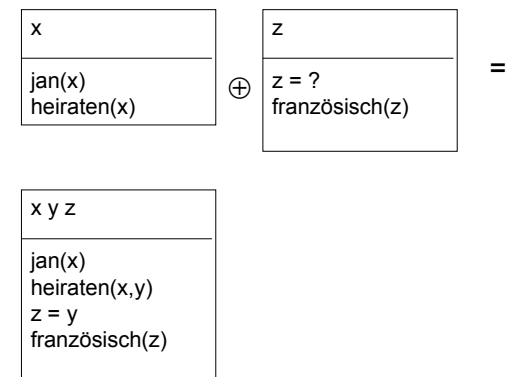 x
jan(x)
heiraten(x)
⊕
z
z = ?
französisch(z)
=
x y z
jan(x)
heiraten(x,y)
z = y
französisch(z)